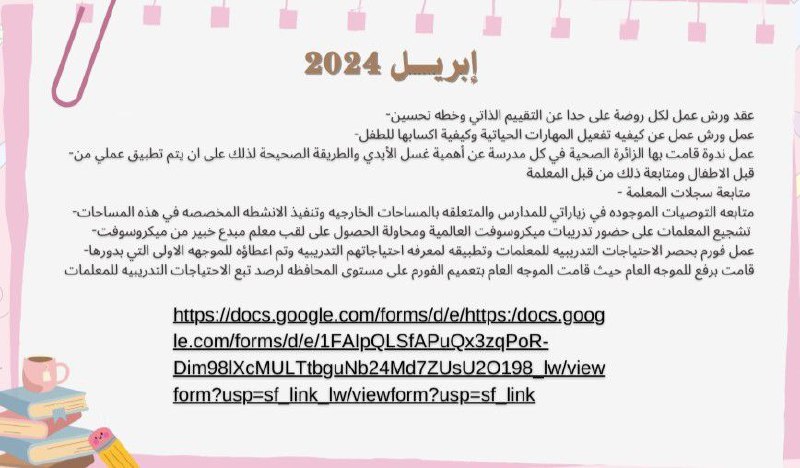 إبريـــل 2024
عقد ورش عمل لكل روضة على حدا عن التقييم الذاتي وخطه تحسين-
عمل ورش عمل عن كيفيه تفعيل المهارات الحياتية وكيفية اكسابها للطفل-
عمل ندوة قامت بها الزائرة الصحية في كل مدرسة عن أهمية غسل الأيدي والطريقة الصحيحة لذلك على ان يتم تطبيق عملي من-
قبل الاطفال ومتابعة ذلك من قبل المعلمة
متابعة سجلات المعلمة -
متابعه التوصيات الموجوده في زياراتي للمدارس والمتعلقه بالمساحات الخارجيه وتنفيذ الانشطه المخصصه في هذه المساحات-
تشجيع المعلمات على حضور تدريبات ميكروسوفت العالمية ومحاولة الحصول على لقب معلم مبدع خبير من ميكروسوفت-
عمل فورم بحصر الاحتياجات التدريبيه للمعلمات وتطبيقه لمعرفه احتياجاتهم التدريبيه وتم اعطاؤه للموجهه الاولى التي بدورها-
قامت برفع للموجه العام حيث قامت الموجه العام بتعميم الفورم على مستوى المحافظه لرصد تبع الاحتياجات التدريبيه للمعلمات
https://docs.google.com/forms/d/e/https:/docs.goog
le.com/forms/d/e/1FAIpQLSfAPuQx3zqPoR-
Dim98lXcMULTtbguNb24Md7ZUsU2O198_lw/view
form?usp=sf_link_lw/viewform?usp=sf_link